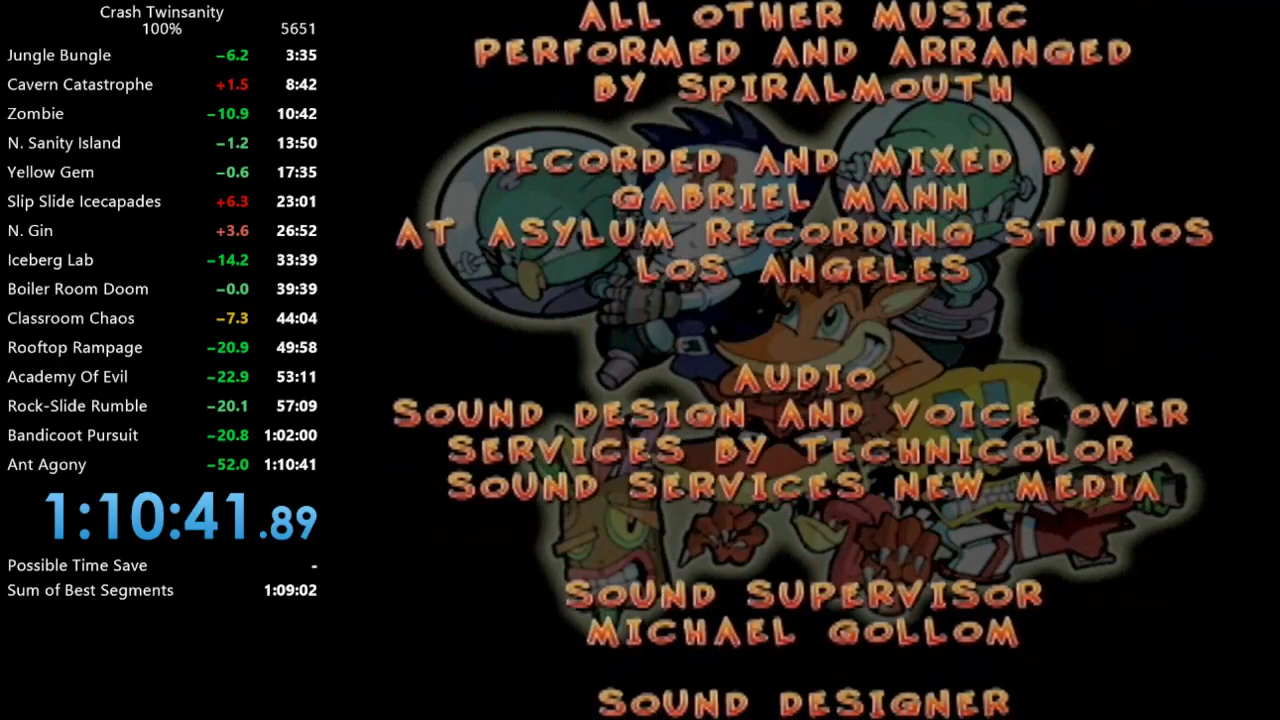 Crash Twinsanity
100% 5651
Jungle Bungle −6.2 3:35
Cavern Catastrophe +1.5 8:42
Zombie −10.9 10:42
N. Sanity Island −1.2 13:50
Yellow Gem −0.6 17:35
Slip Slide Icecapades +6.3 23:01
N. Gin +3.6 26:52
Iceberg Lab −14.2 33:39
Boiler Room Doom −0.0 39:39
Classroom Chaos −7.3 44:04
Rooftop Rampage −20.9 49:58
Academy Of Evil −22.9 53:11
Rock-Slide Rumble −20.1 57:09
Bandicoot Pursuit −20.8 1:02:00
Ant Agony −52.0 1:10:41
1:10:41.89
Possible Time Save -
Sum of Best Segments 1:09:02
ALL OTHER MUSIC
PERFORMED AND ARRANGED
BY SPIRALMOUTH
RECORDED AND MIXED BY
GABRIEL MANN
AT ASYLUM RECORDING STUDIOS
LOS ANGELES
AUDIO
SOUND DESIGN AND VOICE OVER
SERVICES BY TECHNICOLOR
SOUND SERVICES NEW MEDIA
SOUND SUPERVISOR
MICHAEL GOLLOM
SOUND DESIGNER